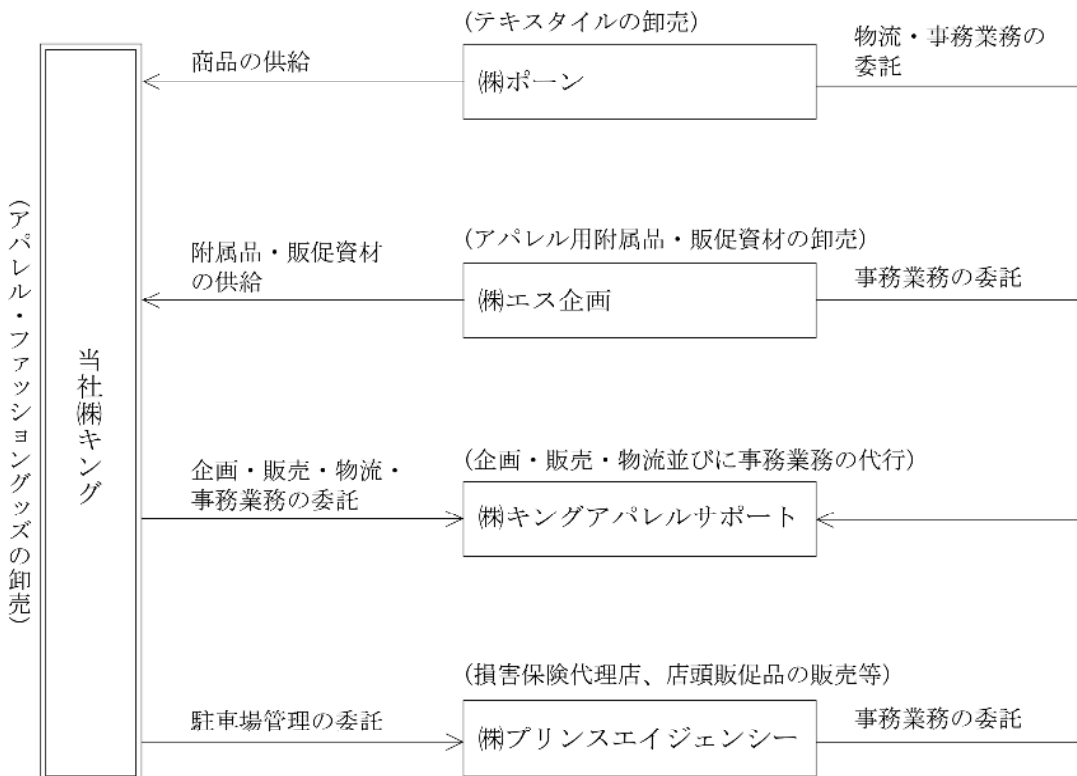 (テキスタイルの卸売)
商品の供給
㈱ポーン
物流・事務業務の
委託
(アパレル・ファッショングッズの卸売)
当社㈱キング
(アパレル用附属品・販促資材の卸売)
附属品・販促資材
の供給
㈱エス企画
事務業務の委託
(企画・販売・物流並びに事務業務の代行)
企画・販売・物流・
事務業務の委託
㈱キングアパレルサポート
(損害保険代理店、店頭販促品の販売等)
駐車場管理の委託
㈱プリンスエイジェンシー
事務業務の委託